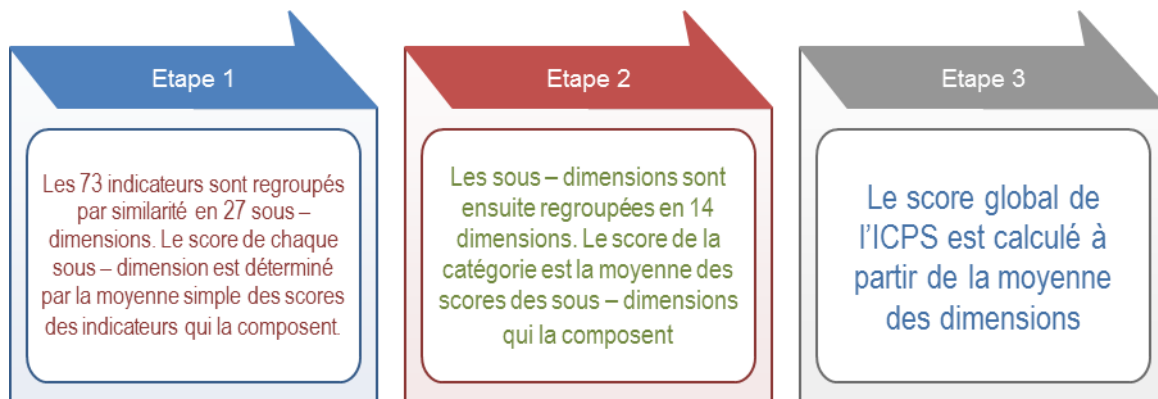 Etape 1
Les 73 indicateurs sont regroupés
par similarité en 27 sous –
dimensions. Le score de chaque
sous – dimension est déterminé
par la moyenne simple des scores
des indicateurs qui la composent.
Etape 2
Les sous – dimensions sont
ensuite regroupées en 14
dimensions. Le score de la
catégorie est la moyenne des
scores des sous – dimensions
qui la composent
Etape 3
Le score global de
l'ICPS est calculé à
partir de la moyenne
des dimensions